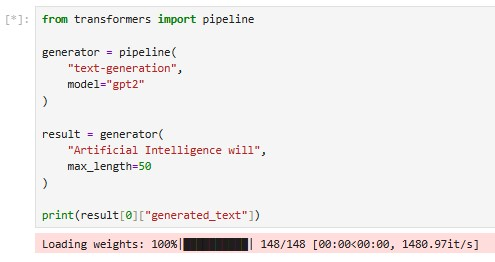 [*]: from transformers import pipeline
generator = pipeline(
"text-generation",
model="gpt2"
)
result = generator(
"Artificial Intelligence will",
max_length=50
)
print(result[0]["generated_text"])
Loading weights: 100%|██████████| 148/148 [00:00<00:00, 1480.97it/s]